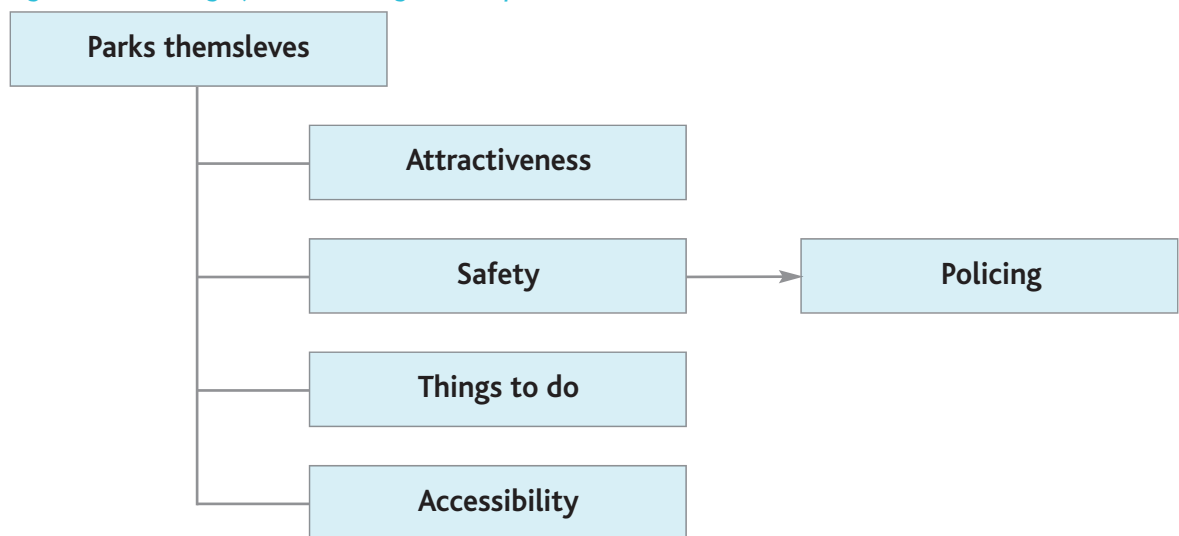 Parks themsleves
Attractiveness
Safety
Policing
Things to do
Accessibility